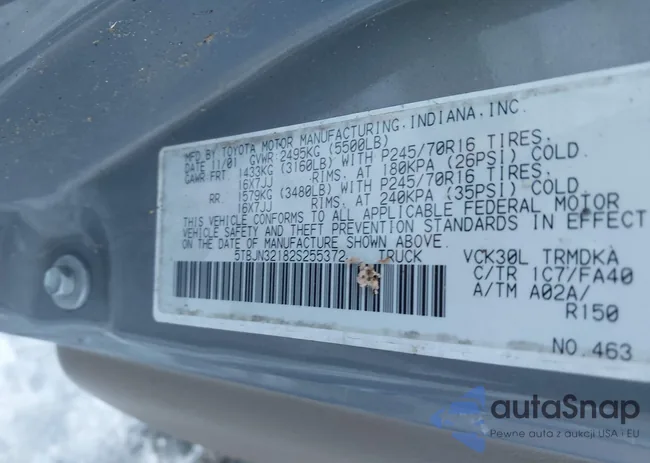 MFD BY TOYOTA MOTOR MANUFACTURING, INDIANA, INC.
DATE 11/01 GVWR 2495KG (5500LB)
GAWR FRT 1433KG (3160LB) WITH P245/70R16 TIRES,
16X7JJ RIMS, AT 180KPA (26PSI) COLD.
RR 1579KG (3480LB) WITH P245/70R16 TIRES,
16X7JJ RIMS, AT 240KPA (35PSI) COLD.
THIS VEHICLE CONFORMS TO ALL APPLICABLE FEDERAL MOTOR
VEHICLE SAFETY AND THEFT PREVENTION STANDARDS IN EFFECT
ON THE DATE OF MANUFACTURE SHOWN ABOVE.
5TBJN32182S255372 TRUCK
VCK30L TRMDKA
C/TR 1C7/FA40
A/TM A02A/
R150
NO.463
autaSnap
Pewne auta z aukcji USA i EU